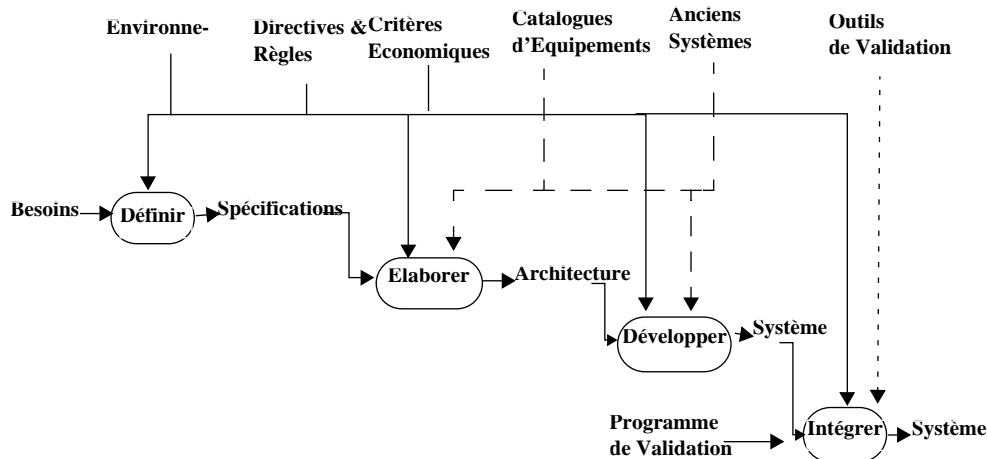 Environne-
Directives &
Règles
Critères
Economiques
Catalogues
d'Equipements
Anciens
Systèmes
Outils
de Validation
Besoins
Définir
Spécifications
Elaborer
Architecture
Développer
Système
Programme
de Validation
Intégrer
Système